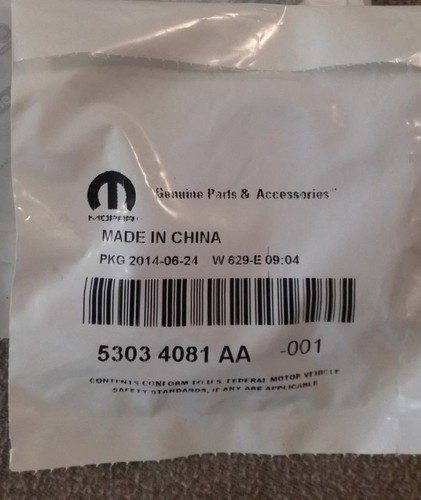 MOPAR
Genuine Parts & Accessories™
MADE IN CHINA
PKG 2014-06-24 W 629-E 09:04
5303 4081 AA -001
CONTENTS CONFORM TO U.S. FEDERAL MOTOR VEHICLE
SAFETY STANDARDS, IF ANY ARE APPLICABLE